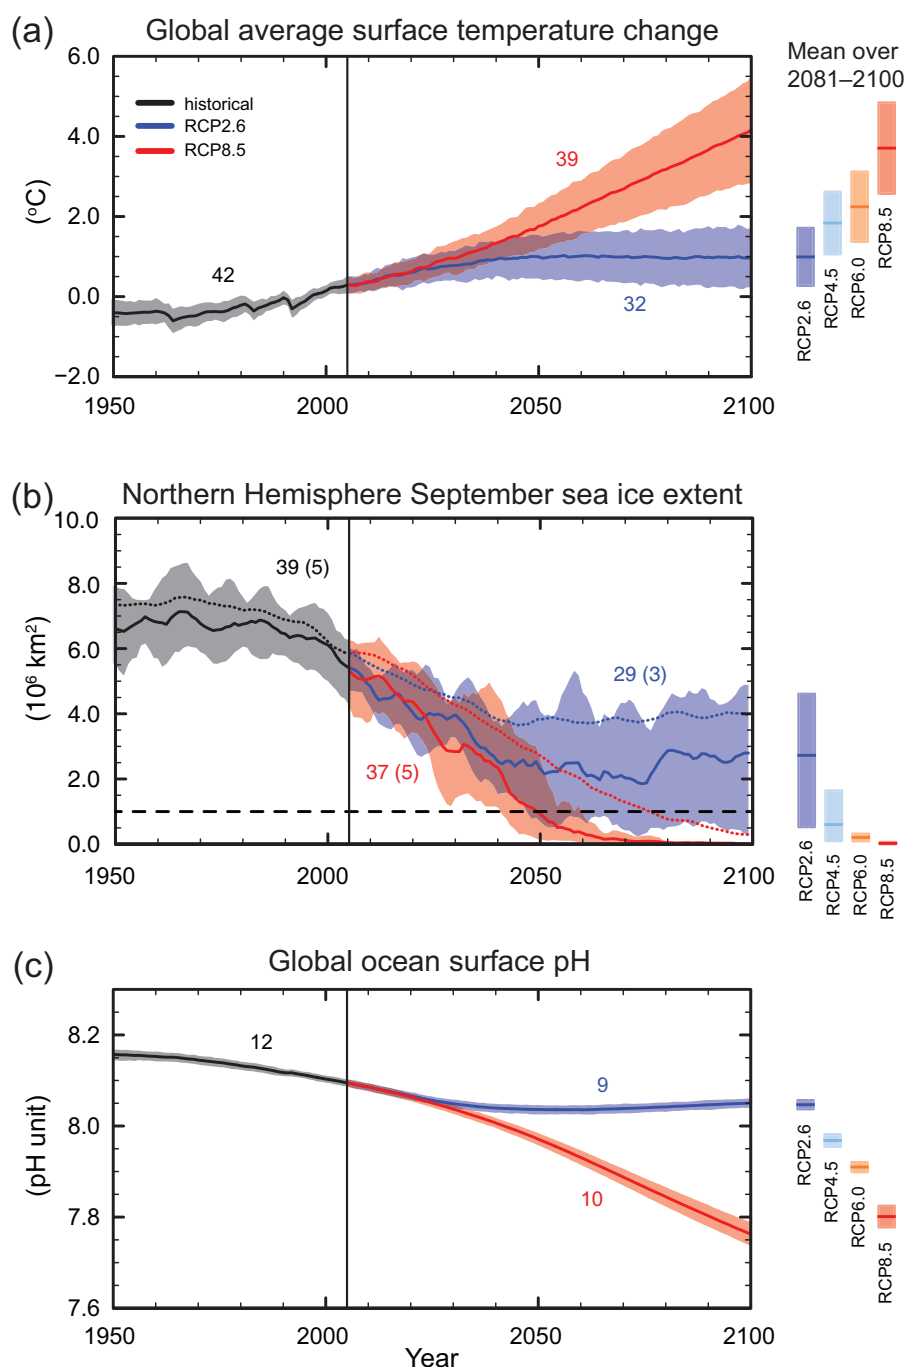 (a)
Global average surface temperature change
Mean over
2081–2100
6.0
4.0
2.0
0.0
−2.0
(°C)
historical
RCP2.6
RCP8.5
42
39
32
1950
2000
2050
2100
RCP2.6
RCP4.5
RCP6.0
RCP8.5
(b)
Northern Hemisphere September sea ice extent
10.0
8.0
6.0
4.0
2.0
0.0
(10⁶ km²)
39 (5)
29 (3)
37 (5)
1950
2000
2050
2100
RCP2.6
RCP4.5
RCP6.0
RCP8.5
(c)
Global ocean surface pH
8.2
8.0
7.8
7.6
(pH unit)
12
9
10
1950
2000
2050
2100
Year
RCP2.6
RCP4.5
RCP6.0
RCP8.5